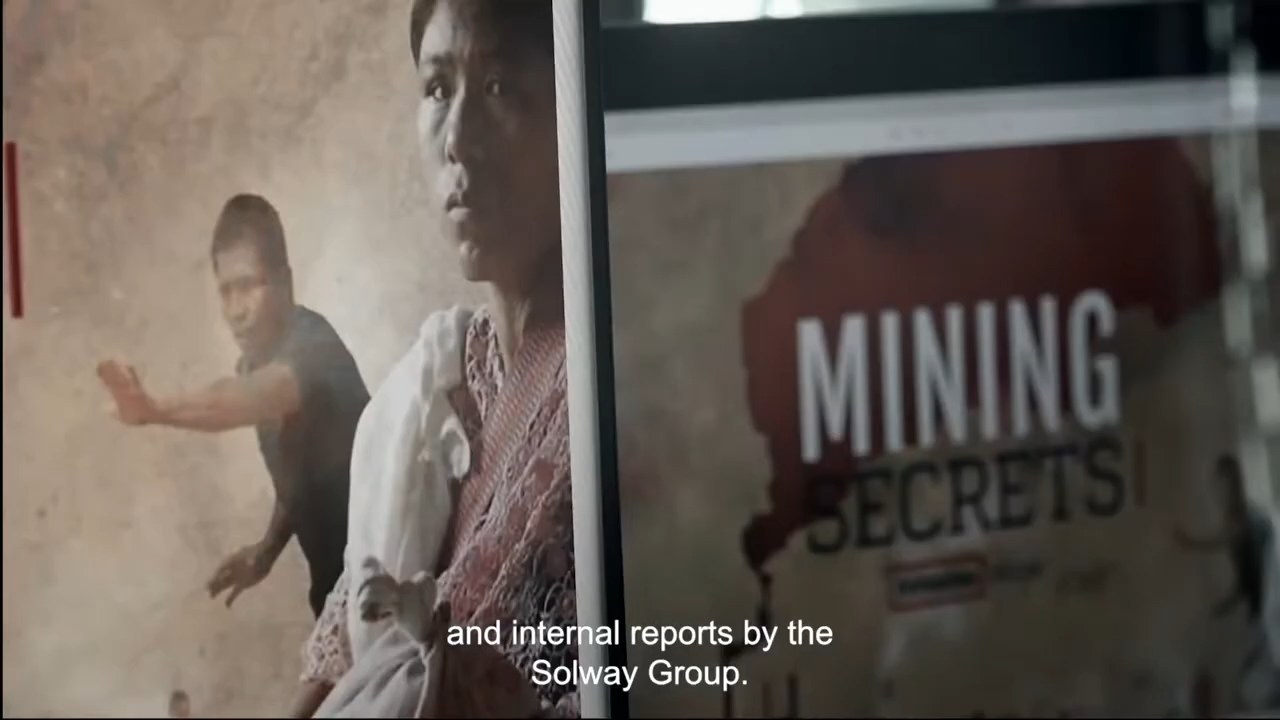 MINING
SECRETS
and internal reports by the
Solway Group.